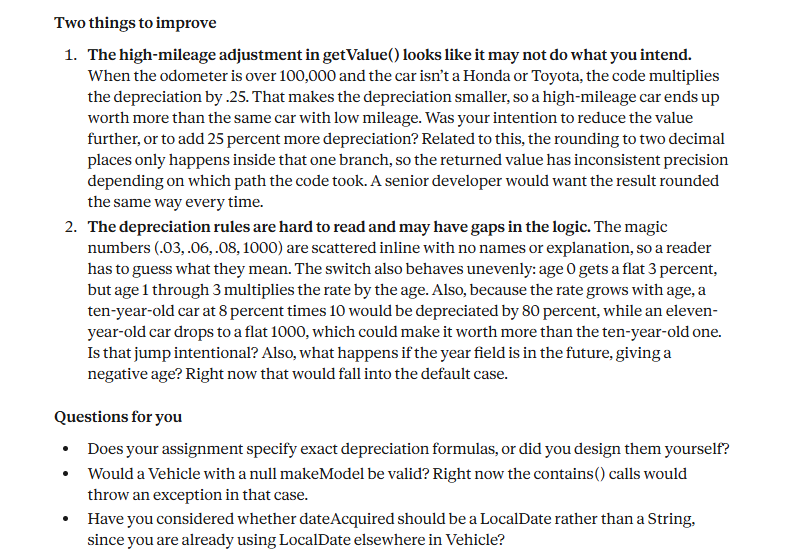 Two things to improve
1. The high-mileage adjustment in getValue() looks like it may not do what you intend.
When the odometer is over 100,000 and the car isn't a Honda or Toyota, the code multiplies
the depreciation by .25. That makes the depreciation smaller, so a high-mileage car ends up
worth more than the same car with low mileage. Was your intention to reduce the value
further, or to add 25 percent more depreciation? Related to this, the rounding to two decimal
places only happens inside that one branch, so the returned value has inconsistent precision
depending on which path the code took. A senior developer would want the result rounded
the same way every time.
2. The depreciation rules are hard to read and may have gaps in the logic. The magic
numbers (.03, .06, .08, 1000) are scattered inline with no names or explanation, so a reader
has to guess what they mean. The switch also behaves unevenly: age 0 gets a flat 3 percent,
but age 1 through 3 multiplies the rate by the age. Also, because the rate grows with age, a
ten-year-old car at 8 percent times 10 would be depreciated by 80 percent, while an eleven-
year-old car drops to a flat 1000, which could make it worth more than the ten-year-old one.
Is that jump intentional? Also, what happens if the year field is in the future, giving a
negative age? Right now that would fall into the default case.
Questions for you
• Does your assignment specify exact depreciation formulas, or did you design them yourself?
• Would a Vehicle with a null makeModel be valid? Right now the contains() calls would
throw an exception in that case.
• Have you considered whether dateAcquired should be a LocalDate rather than a String,
since you are already using LocalDate elsewhere in Vehicle?